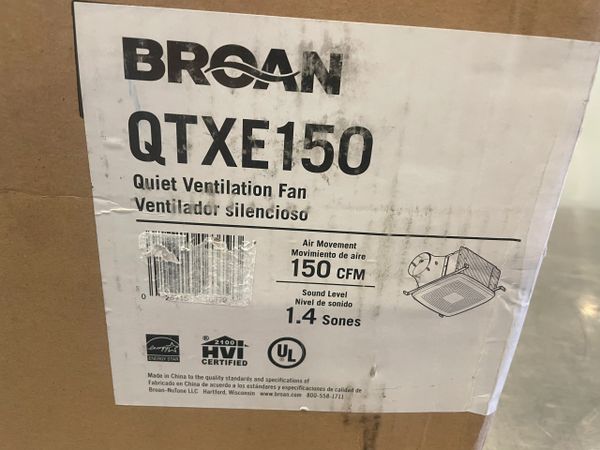 BROAN
QTXE150
Quiet Ventilation Fan
Ventilador silencioso
Air Movement
Movimiento de aire
150 CFM
Sound Level
Nivel de sonido
1.4 Sones
ENERGY STAR
2100
HVI
CERTIFIED
UL
Made in China to the quality standards and specifications of
Fabricado en China de acuerdo a los estándares y especificaciones de calidad de
Broan-NuTone LLC Hartford, Wisconsin www.broan.com 800-558-1711